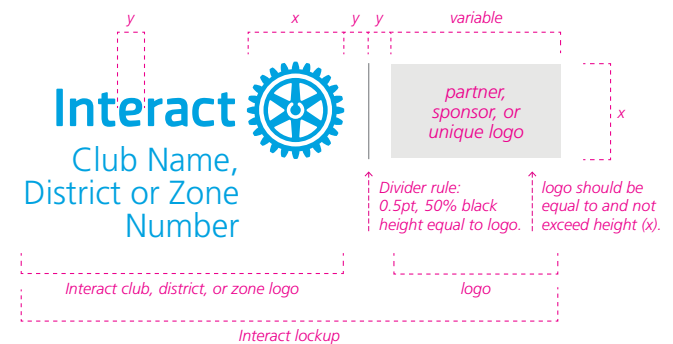 y
x
y
y
variable
Interact
Club Name,
District or Zone
Number
partner,
sponsor, or
unique logo
x
Divider rule:
0.5pt, 50% black
height equal to logo.
logo should be
equal to and not
exceed height (x).
Interact club, district, or zone logo
logo
Interact lockup